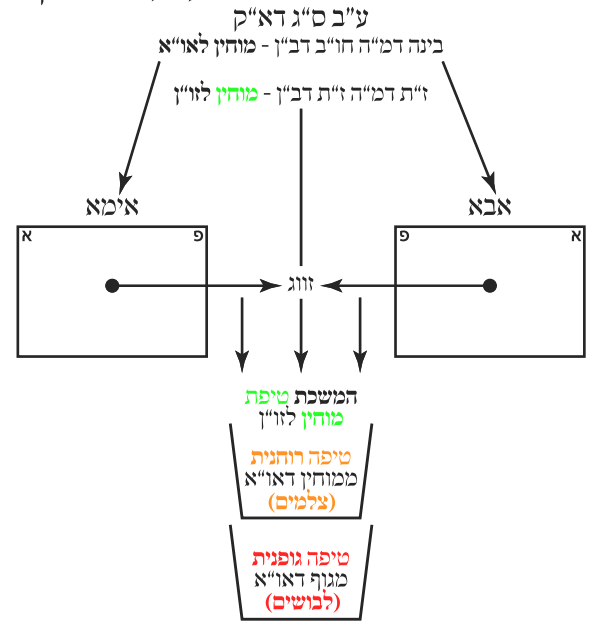 ע״ב ס״ג דא״ק
בינה דמ״ה חו״ב דב״ן - מוחין לאו״א
ז״ת דמ״ה ז״ת דב״ן - מוחין לזו״ן
אבא
אימא
א
פ
פ
א
זווג
המשכת טיפת
מוחין לזו״ן
טיפה רוחנית
ממוחין דאו״א
(צלמים)
טיפה גופנית
מגוף דאו״א
(לבושים)